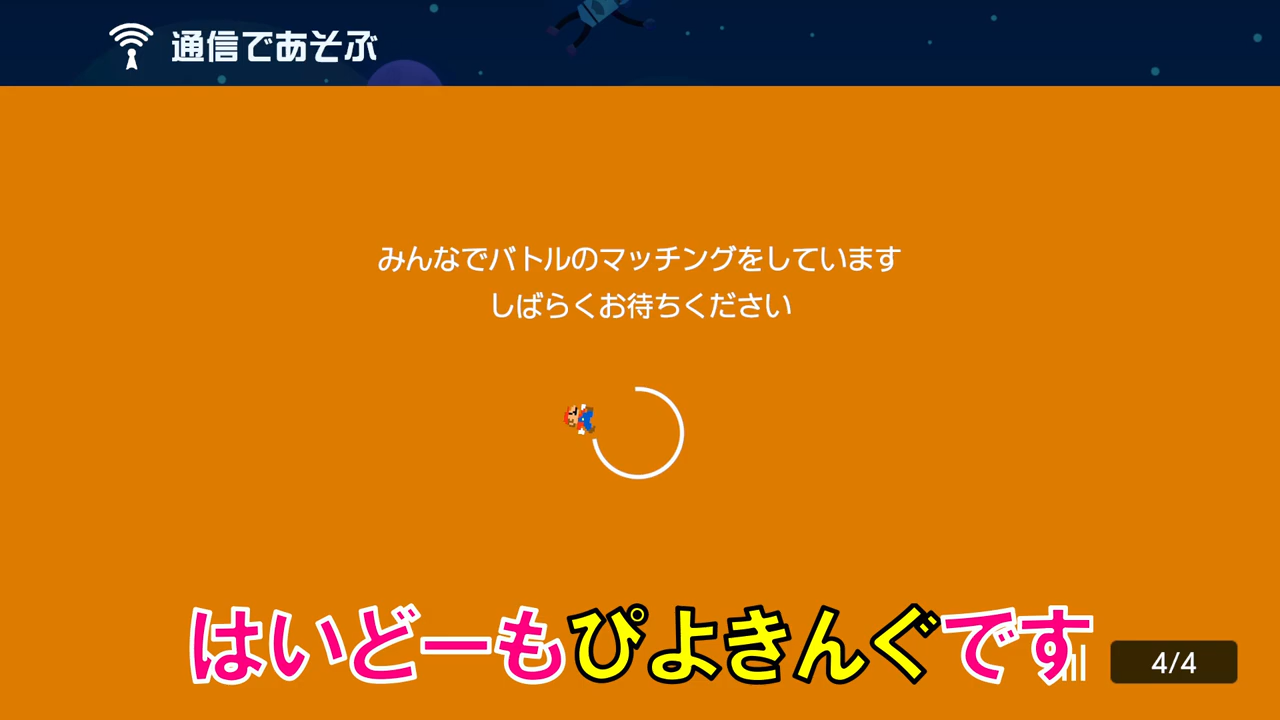 通信であそぶ
みんなでバトルのマッチングをしています
しばらくお待ちください
はいどーもぴよきんぐです
4/4